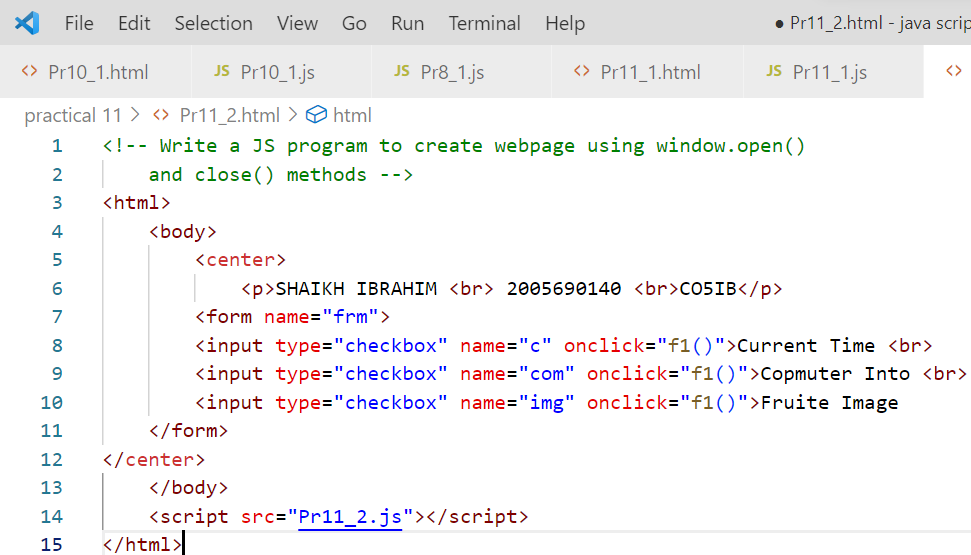 File Edit Selection View Go Run Terminal Help ● Pr11_2.html - java scrip
<> Pr10_1.html JS Pr10_1.js JS Pr8_1.js <> Pr11_1.html JS Pr11_1.js <>
practical 11 > <> Pr11_2.html > html
1 <!-- Write a JS program to create webpage using window.open()
2 and close() methods -->
3 <html>
4 <body>
5 <center>
6 <p>SHAIKH IBRAHIM <br> 2005690140 <br>CO5IB</p>
7 <form name="frm">
8 <input type="checkbox" name="c" onclick="f1()">Current Time <br>
9 <input type="checkbox" name="com" onclick="f1()">Copmuter Into <br>
10 <input type="checkbox" name="img" onclick="f1()">Fruite Image
11 </form>
12 </center>
13 </body>
14 <script src="Pr11_2.js"></script>
15 </html>